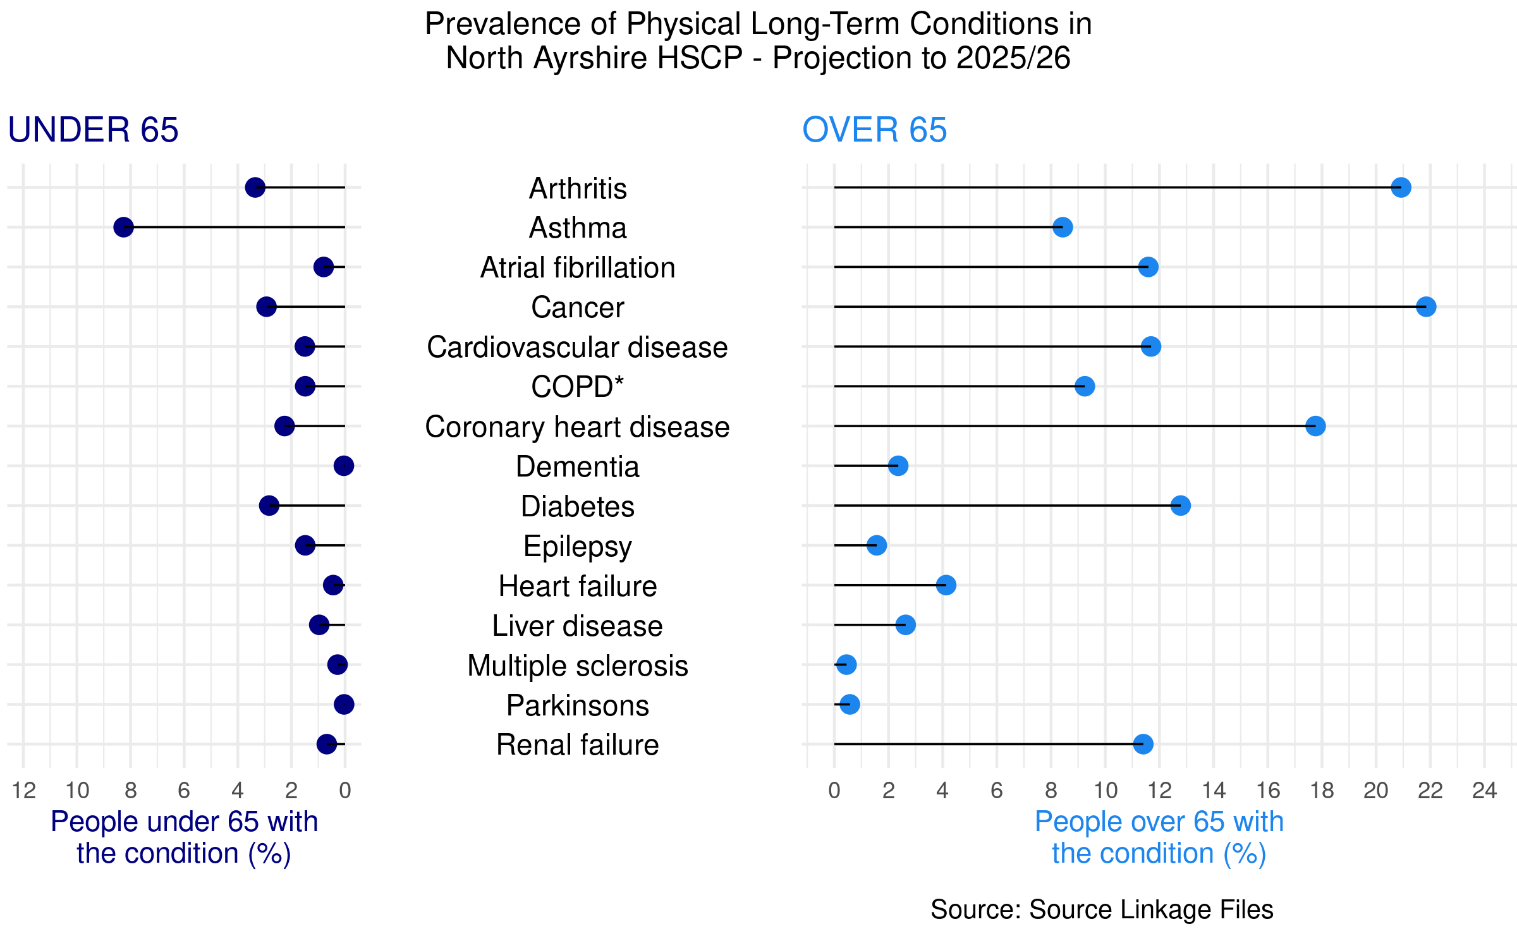 Prevalence of Physical Long-Term Conditions in
North Ayrshire HSCP - Projection to 2025/26
UNDER 65
OVER 65
Arthritis
Asthma
Atrial fibrillation
Cancer
Cardiovascular disease
COPD*
Coronary heart disease
Dementia
Diabetes
Epilepsy
Heart failure
Liver disease
Multiple sclerosis
Parkinsons
Renal failure
12 10 8 6 4 2 0
0 2 4 6 8 10 12 14 16 18 20 22 24
People under 65 with
the condition (%)
People over 65 with
the condition (%)
Source: Source Linkage Files